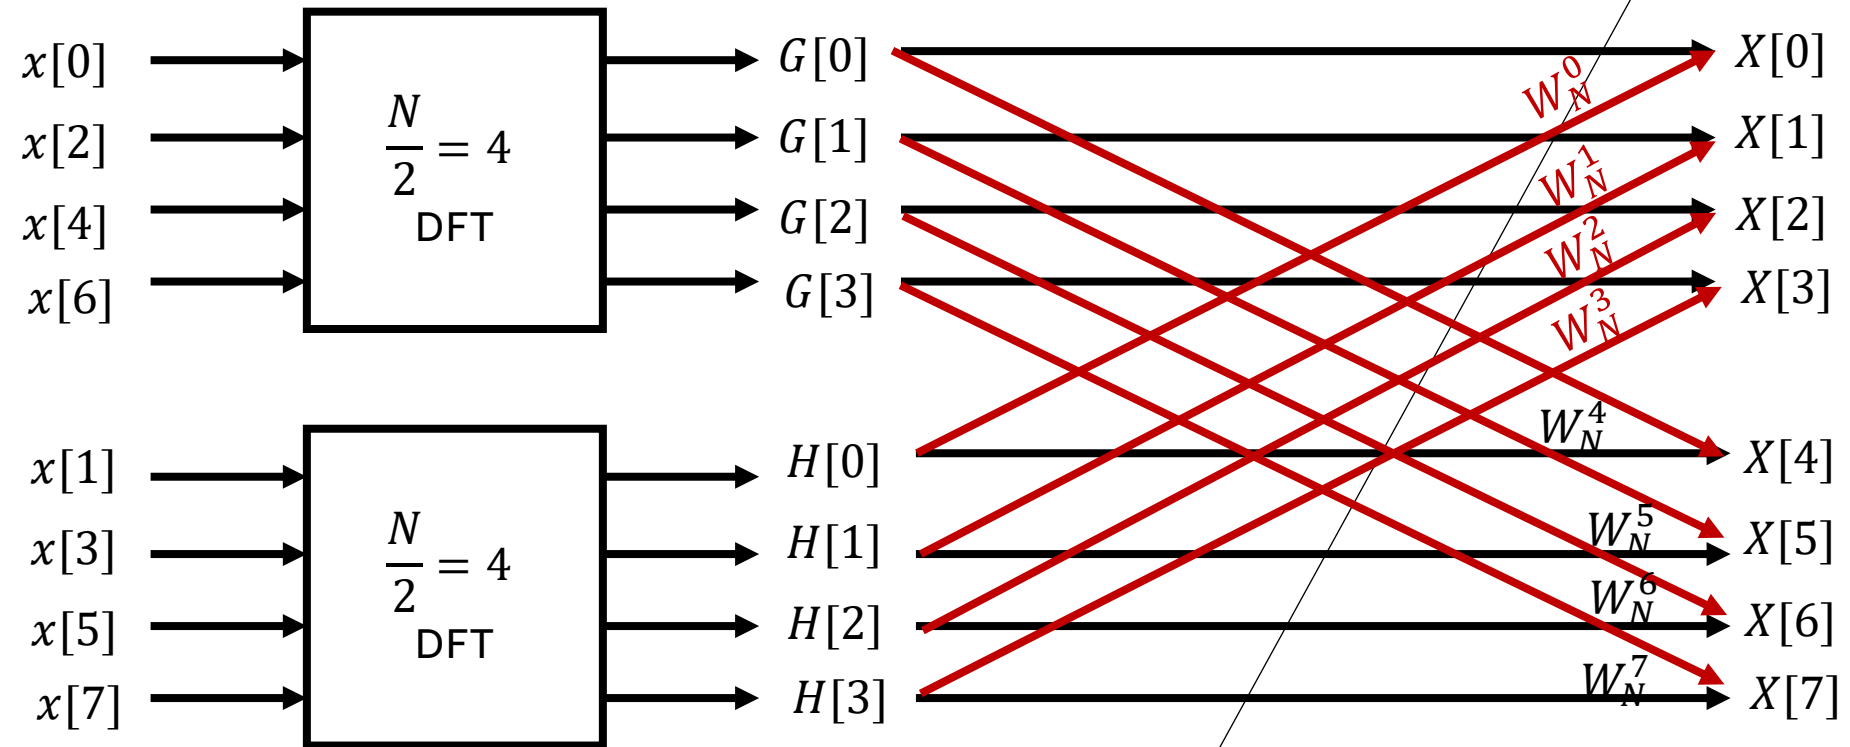 x[0] G[0] X[0]
W_N^0
x[2] N/2 = 4 G[1] X[1]
W_N^1
x[4] DFT G[2] X[2]
W_N^2
x[6] G[3] X[3]
W_N^3
W_N^4
x[1] H[0] X[4]
W_N^5
x[3] N/2 = 4 H[1] X[5]
W_N^6
x[5] DFT H[2] X[6]
W_N^7
x[7] H[3] X[7]